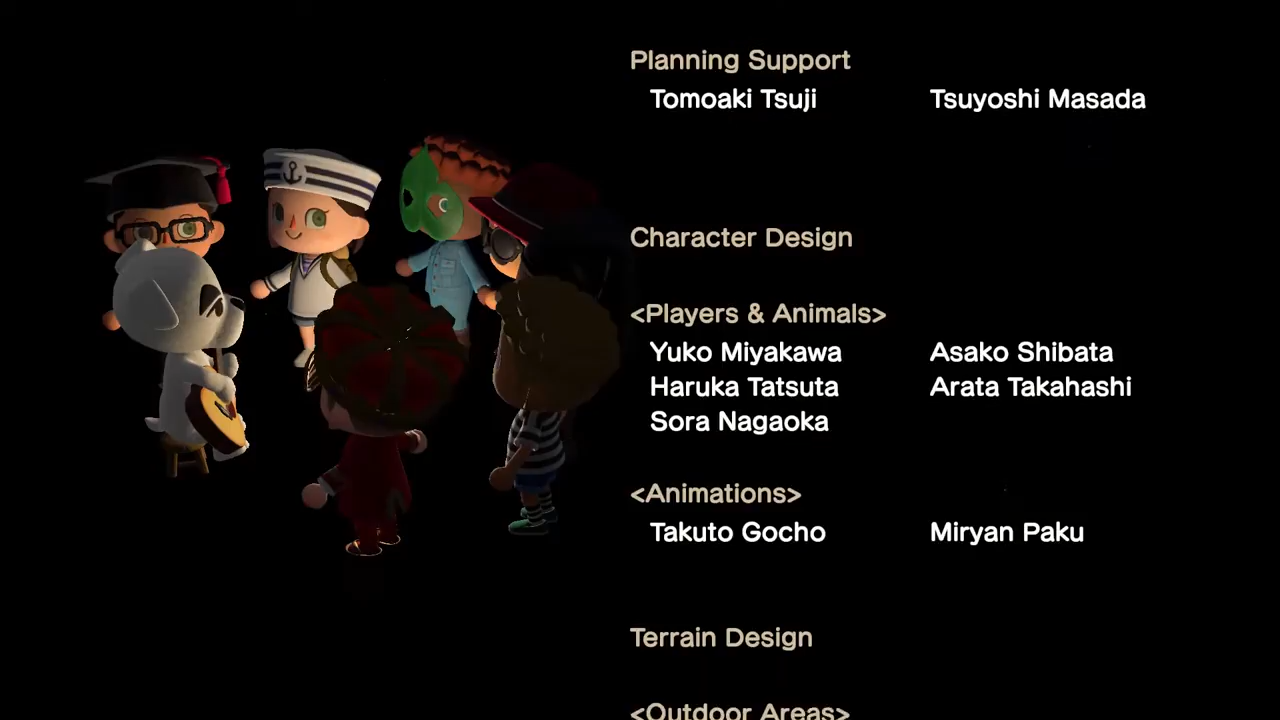 Planning Support
Tomoaki Tsuji Tsuyoshi Masada
Character Design
<Players & Animals>
Yuko Miyakawa Asako Shibata
Haruka Tatsuta Arata Takahashi
Sora Nagaoka
<Animations>
Takuto Gocho Miryan Paku
Terrain Design
<Outdoor Areas>